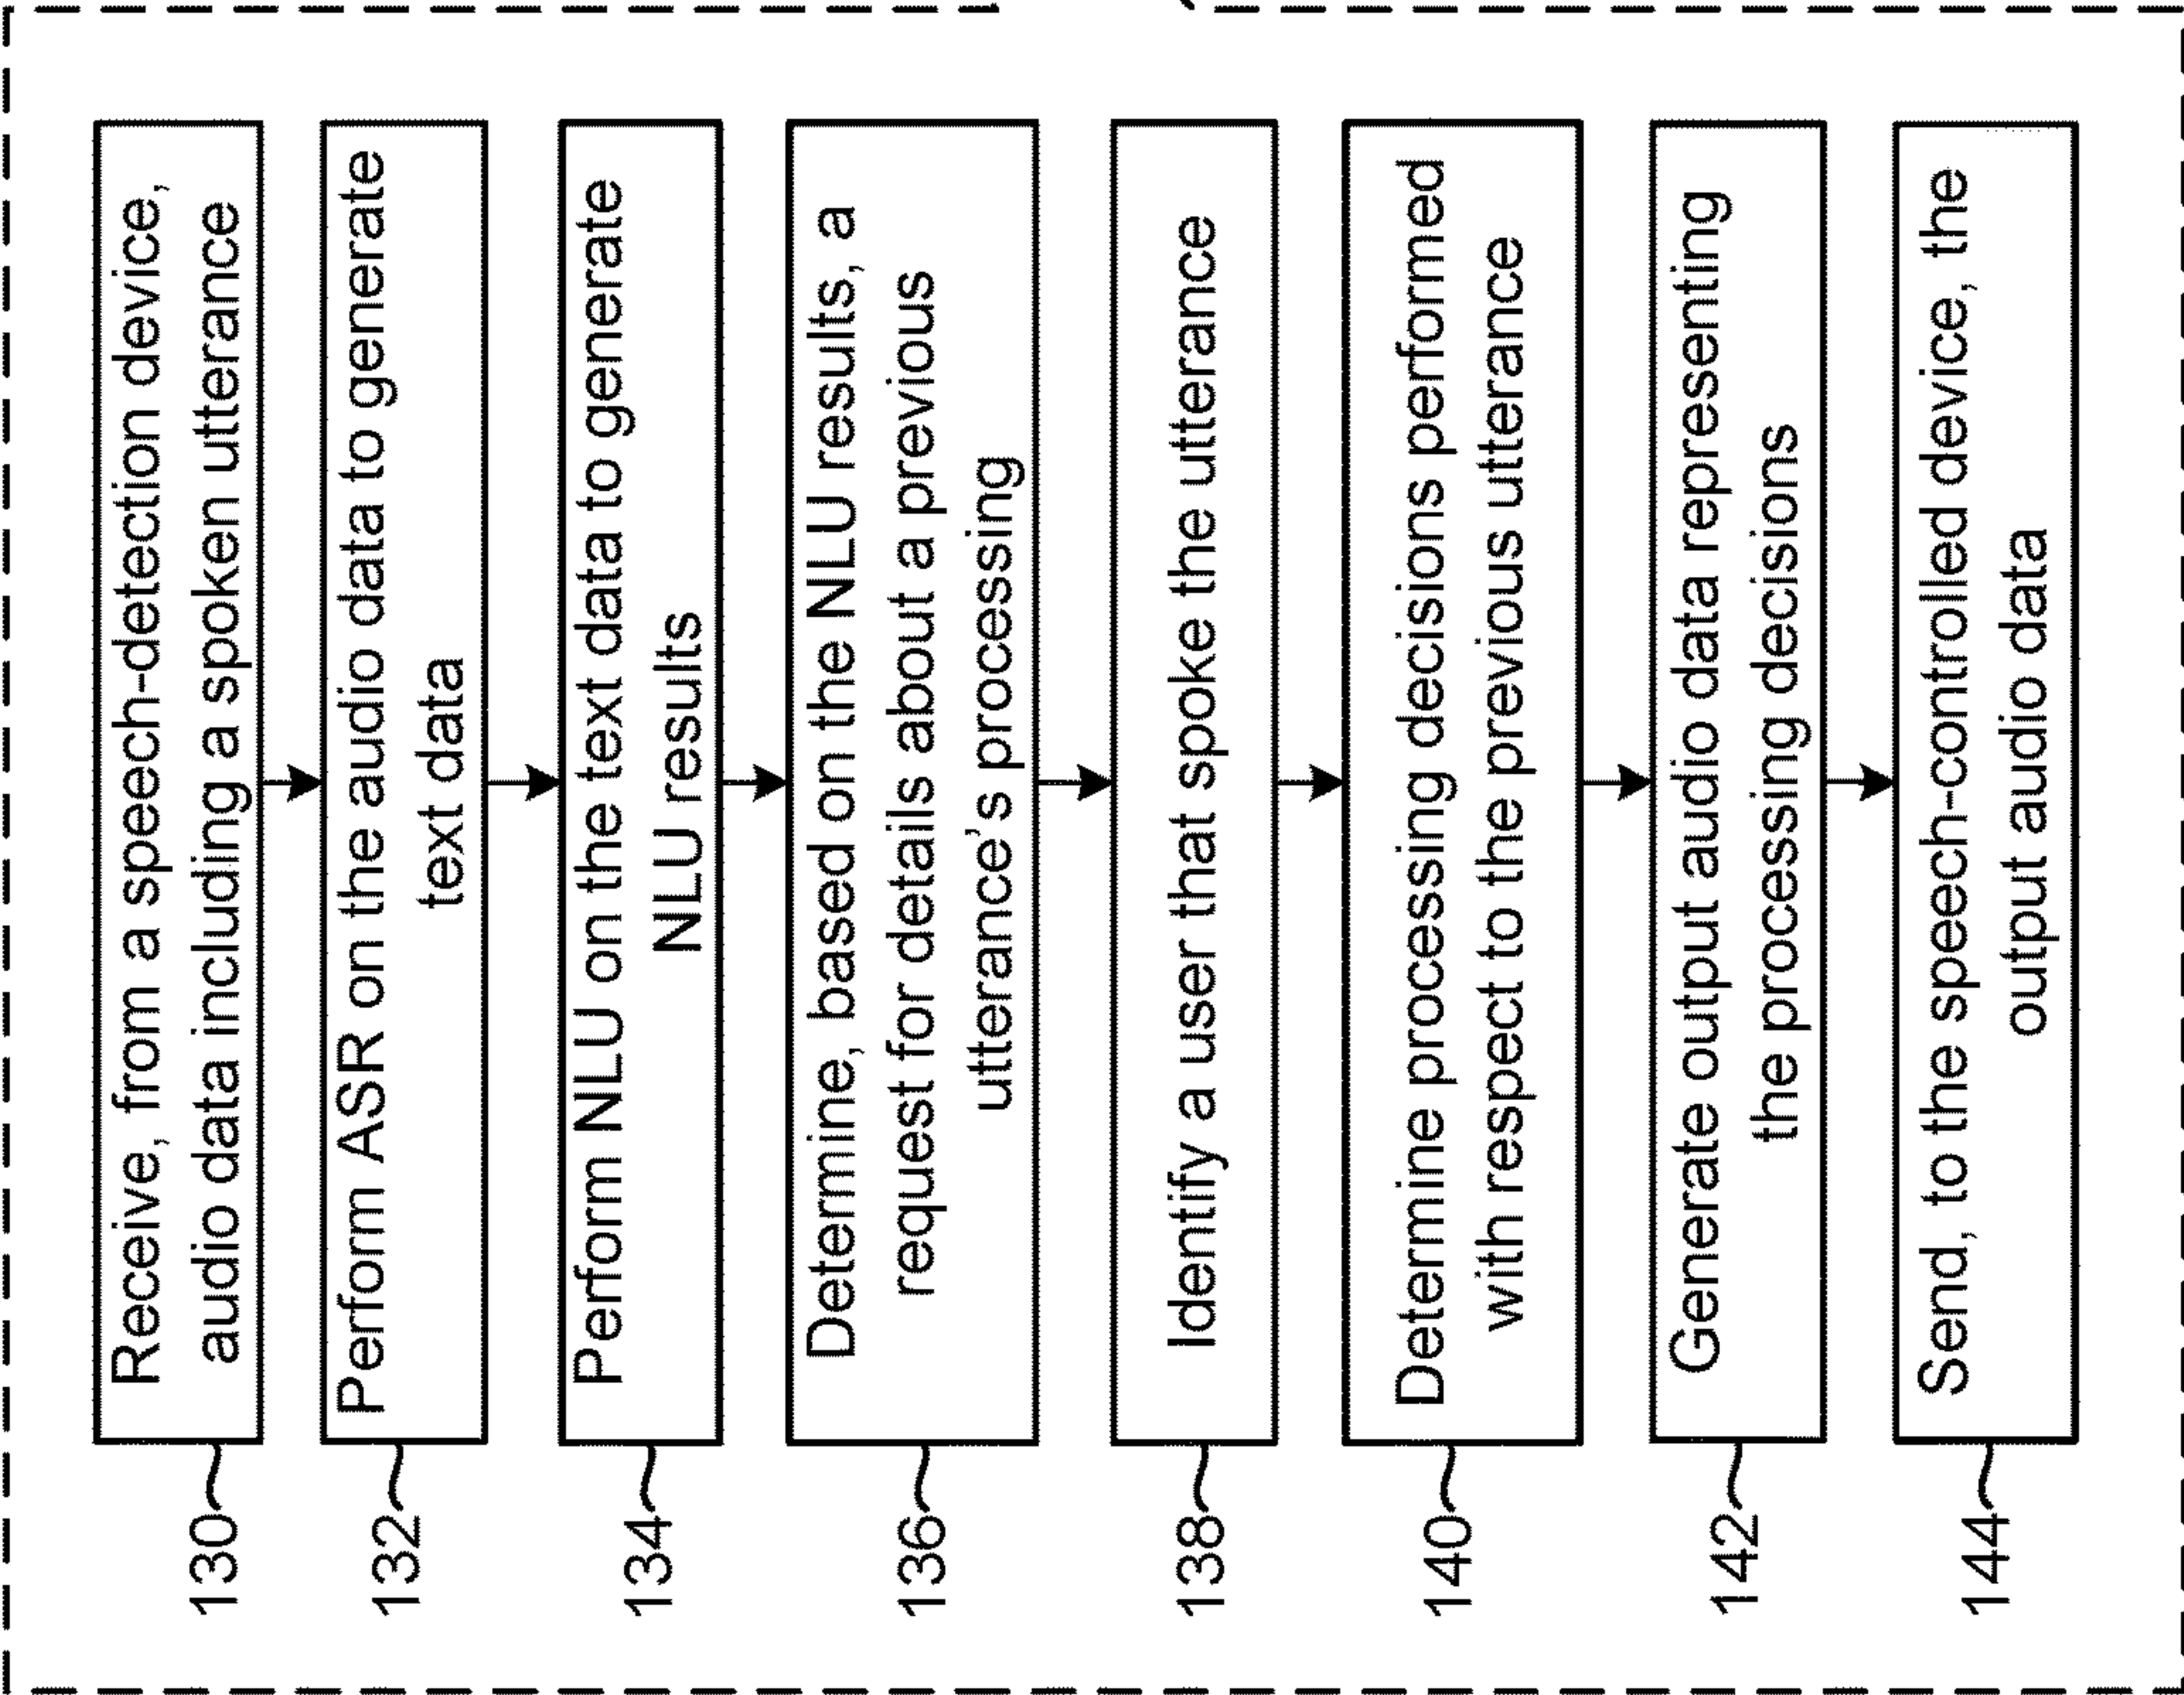 130
Receive, from a speech-detection device,
audio data including a spoken utterance
132
Perform ASR on the audio data to generate
text data
134
Perform NLU on the text data to generate
NLU results
136
Determine, based on the NLU results, a
request for details about a previous
utterance's processing
138
Identify a user that spoke the utterance
140
Determine processing decisions performed
with respect to the previous utterance
142
Generate output audio data representing
the processing decisions
144
Send, to the speech-controlled device, the
output audio data